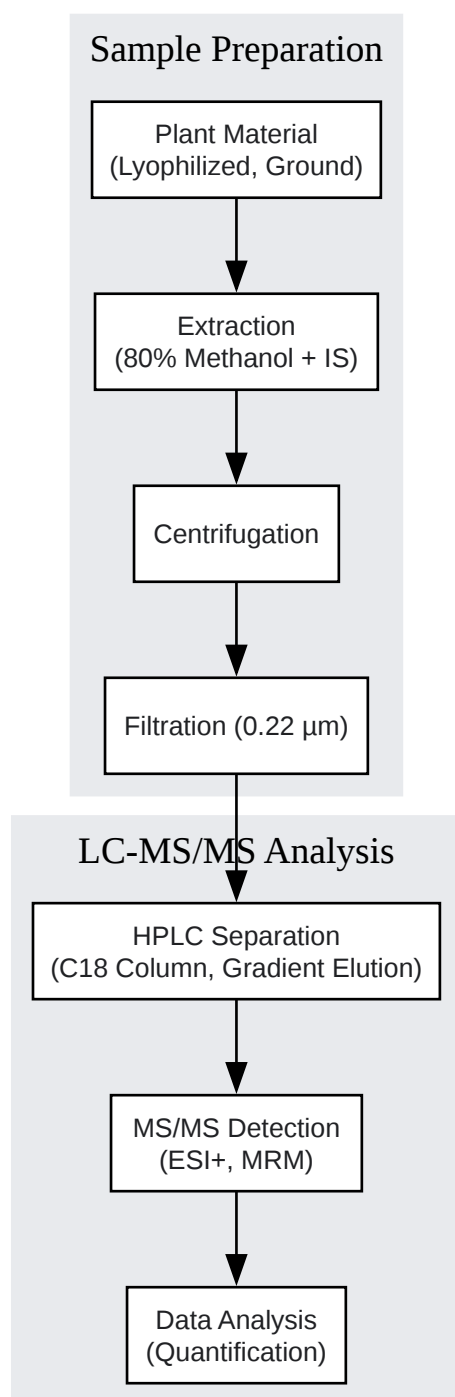 Sample Preparation
Plant Material
(Lyophilized, Ground)
Extraction
(80% Methanol + IS)
Centrifugation
Filtration (0.22 µm)
LC-MS/MS Analysis
HPLC Separation
(C18 Column, Gradient Elution)
MS/MS Detection
(ESI+, MRM)
Data Analysis
(Quantification)